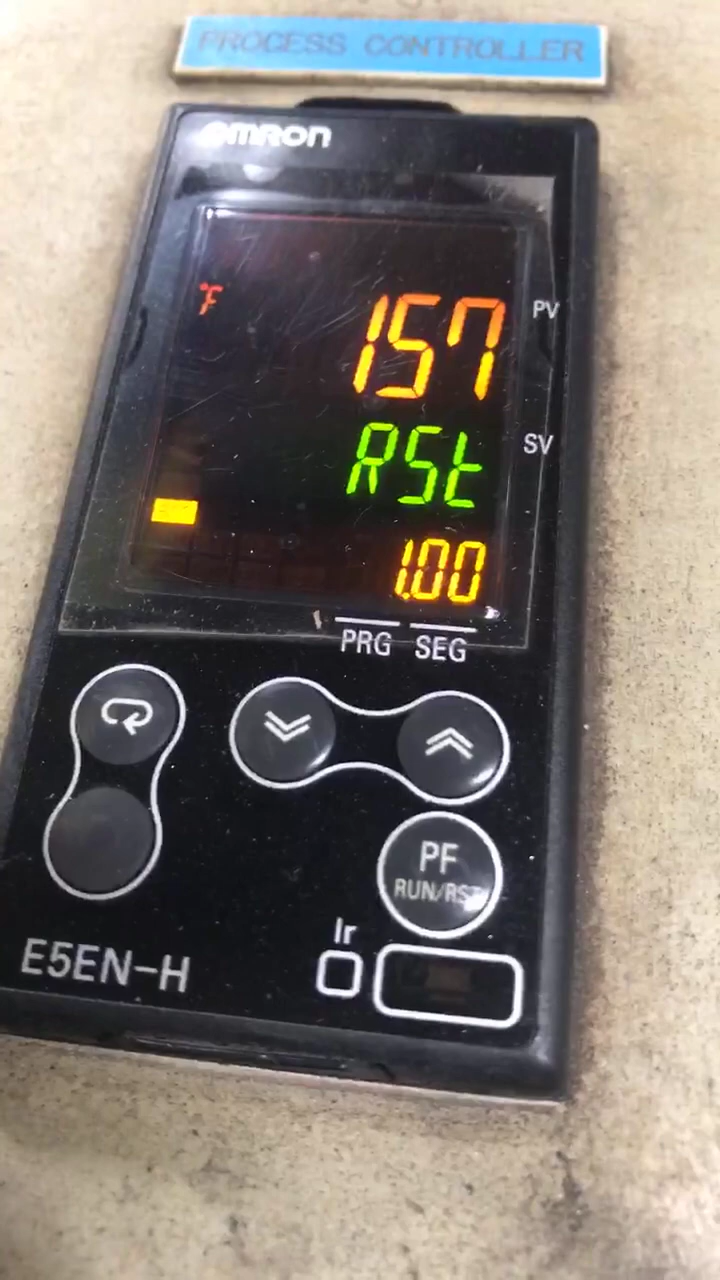 PROCESS CONTROLLER
OMRON
°F
157
PV
RSt
SV
1.00
PRG SEG
PF
RUN/RST
Ir
E5EN-H